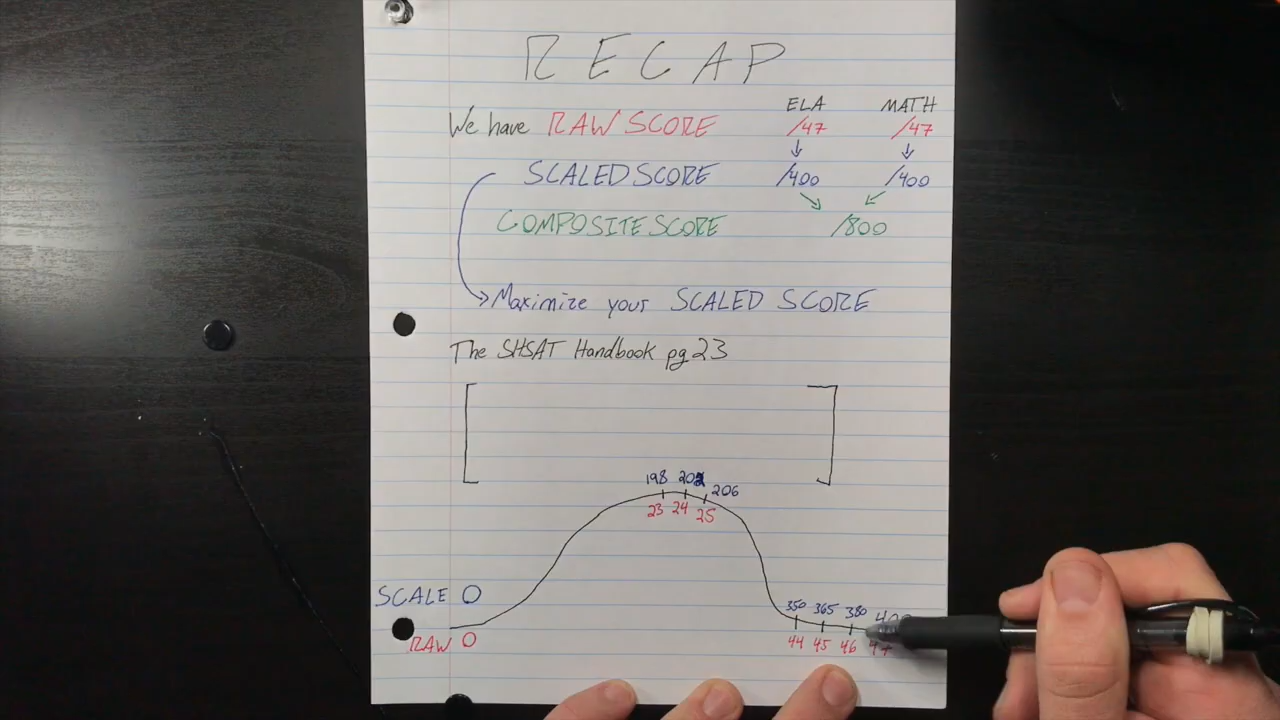 RECAP
ELA MATH
We have RAW SCORE /47 /47
SCALED SCORE /400 /400
COMPOSITE SCORE /800
Maximize your SCALED SCORE
The SHSAT Handbook pg 23
198 202 206
23 24 25
SCALE 0
350 365 380
RAW 0
44 45 46 47